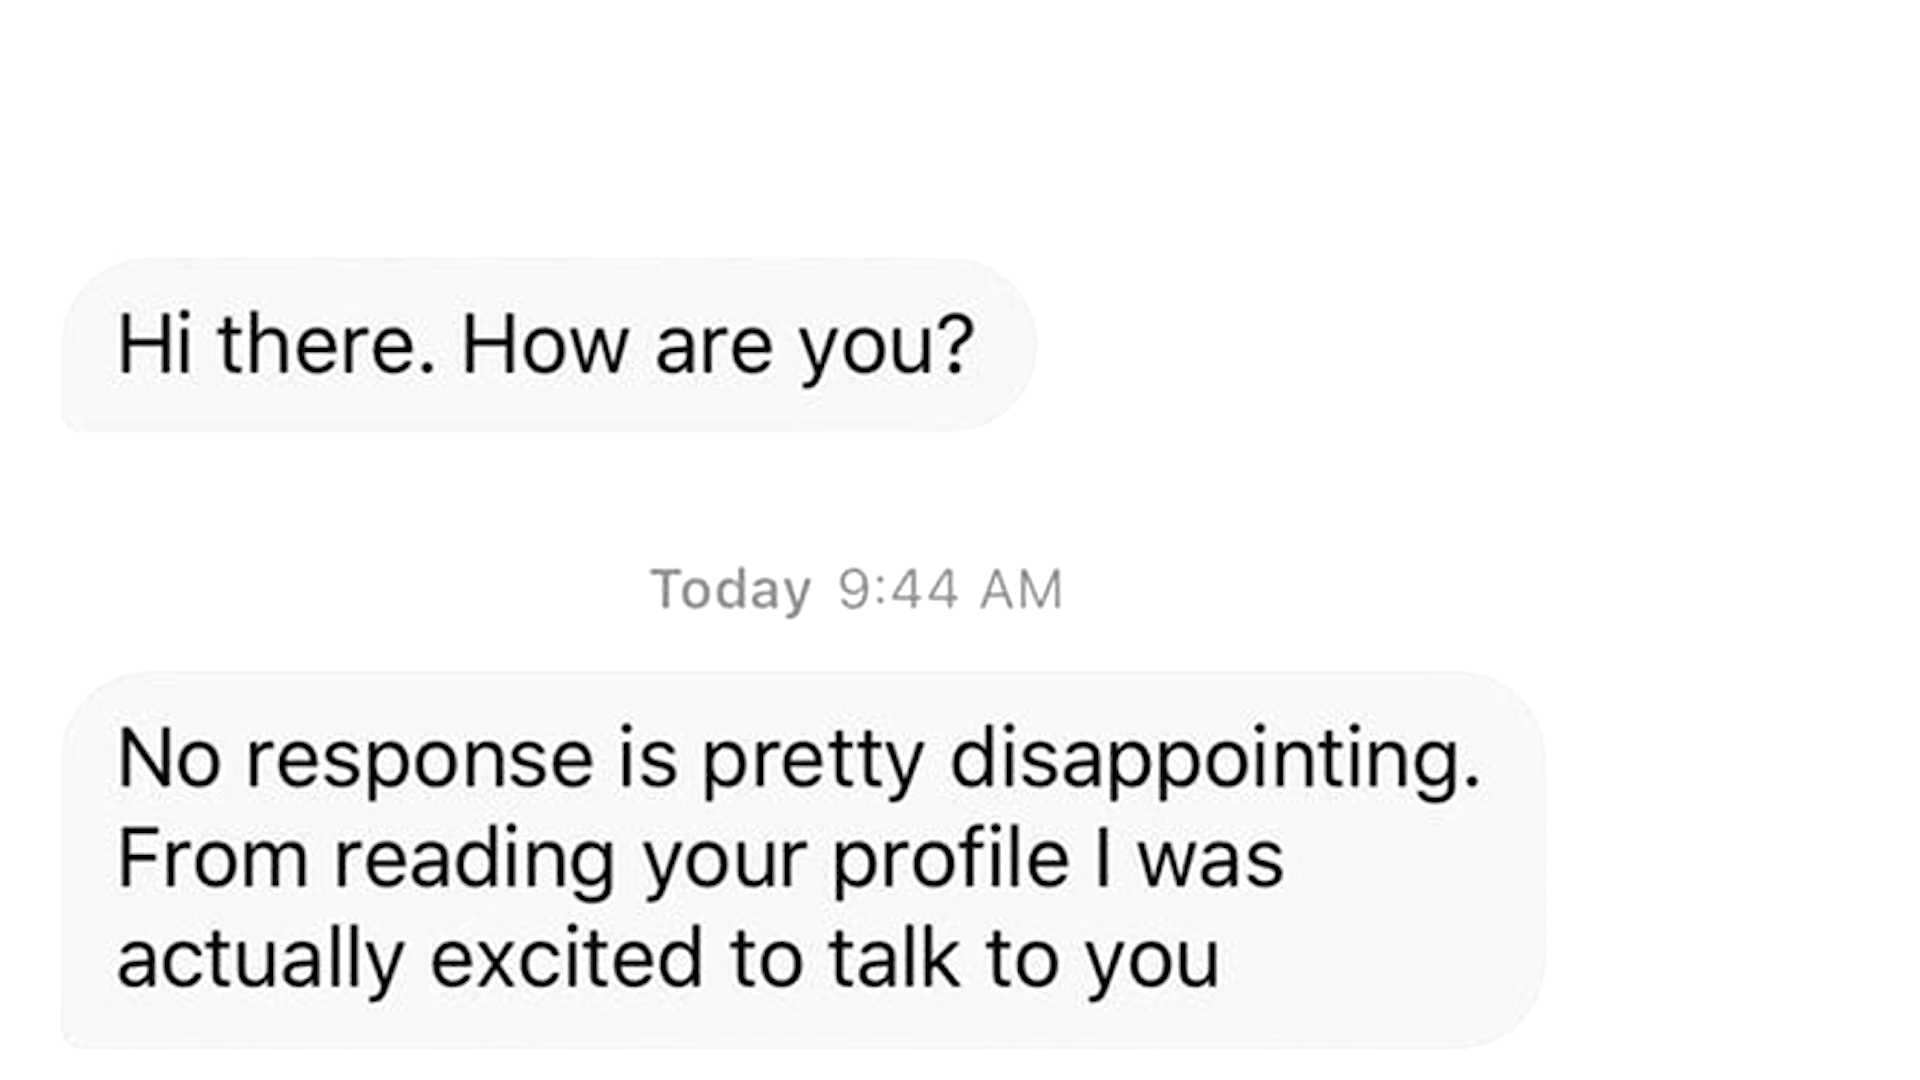 Hi there. How are you?
Today 9:44 AM
No response is pretty disappointing.
From reading your profile I was
actually excited to talk to you